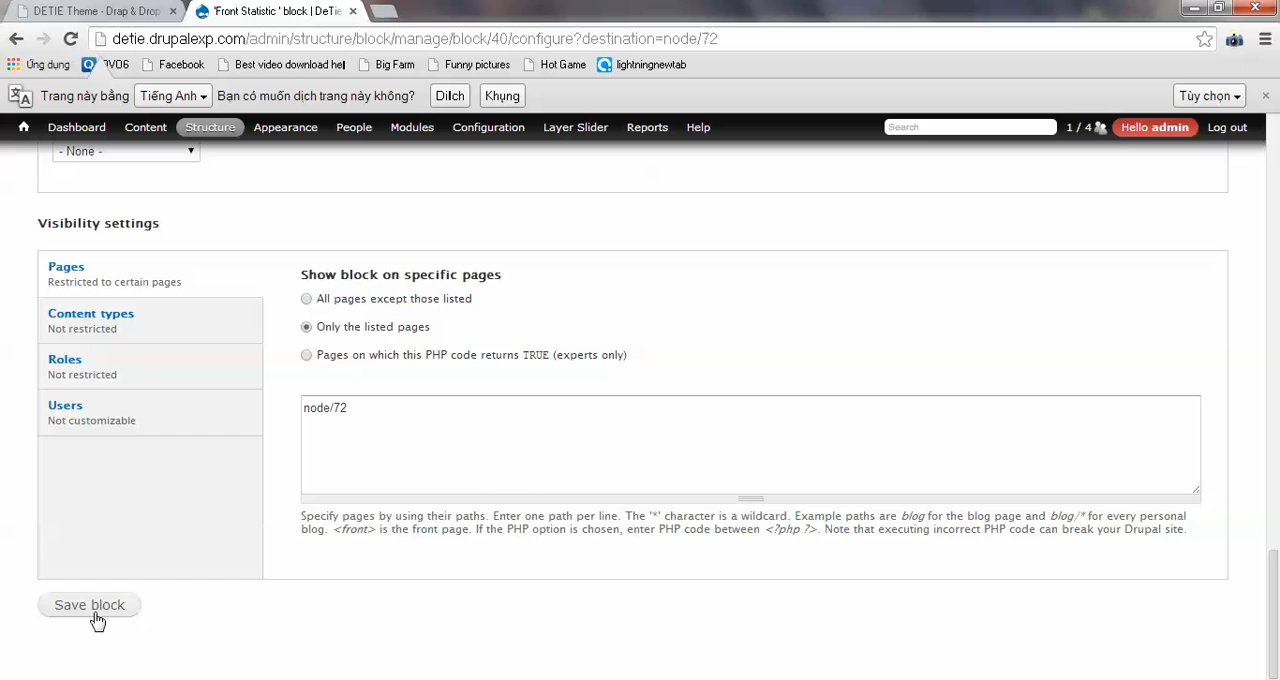 DETIE Theme - Drap & Drop
'Front Statistic ' block | DeTie
detie.drupalexp.com/admin/structure/block/manage/block/40/configure?destination=node/72
Ứng dụng
Facebook
Best video download hel
Big Farm
Funny pictures
Hot Game
lightningnewtab
Trang này bằng
Tiếng Anh
Bạn có muốn dịch trang này không?
Dịch
Không
Tùy chọn
Dashboard
Content
Structure
Appearance
People
Modules
Configuration
Layer Slider
Reports
Help
Search
1 / 4
Hello admin
Log out
- None -
Visibility settings
Pages
Restricted to certain pages
Content types
Not restricted
Roles
Not restricted
Users
Not customizable
Show block on specific pages
All pages except those listed
Only the listed pages
Pages on which this PHP code returns TRUE (experts only)
node/72
Specify pages by using their paths. Enter one path per line. The '*' character is a wildcard. Example paths are blog for the blog page and blog/* for every personal
blog. <front> is the front page. If the PHP option is chosen, enter PHP code between <?php ?>. Note that executing incorrect PHP code can break your Drupal site.
Save block